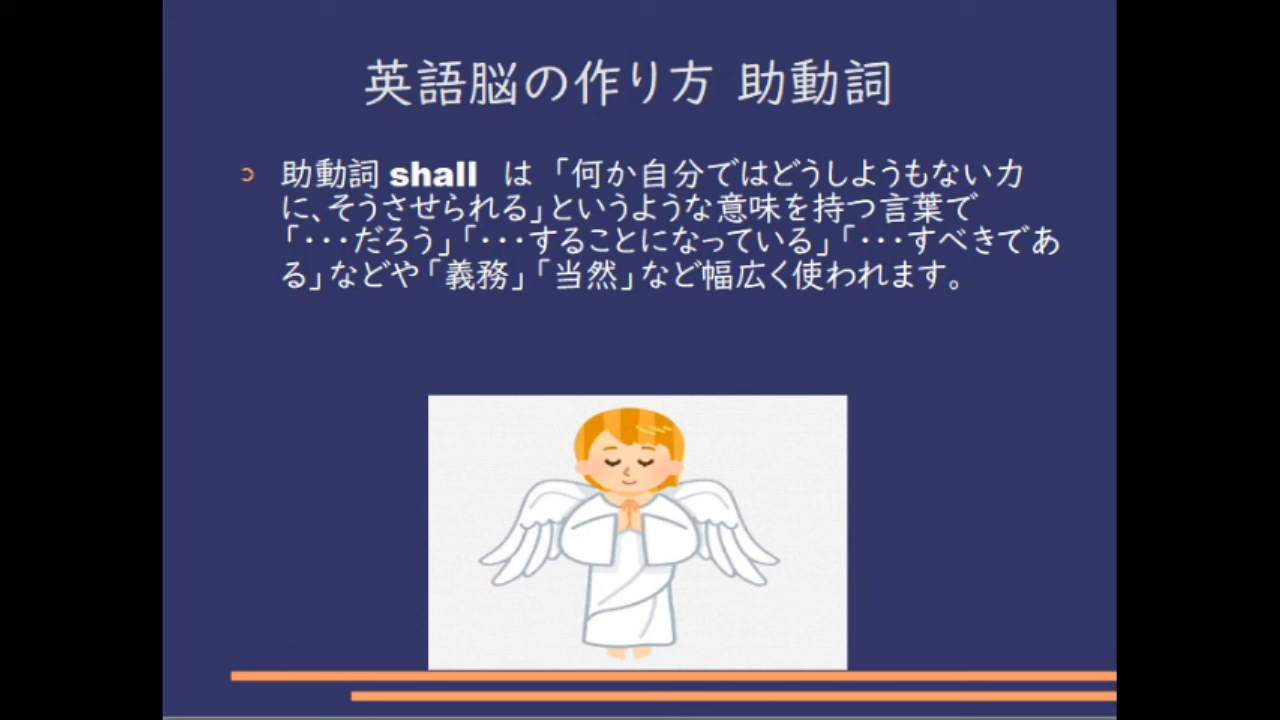 英語脳の作り方 助動詞
助動詞 shall は「何か自分ではどうしようもない力
に、そうさせられる」というような意味を持つ言葉で
「・・・だろう」「・・・することになっている」「・・・すべきであ
る」などや「義務」「当然」など幅広く使われます。